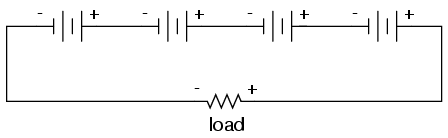 - + - + - + - +
- +
load